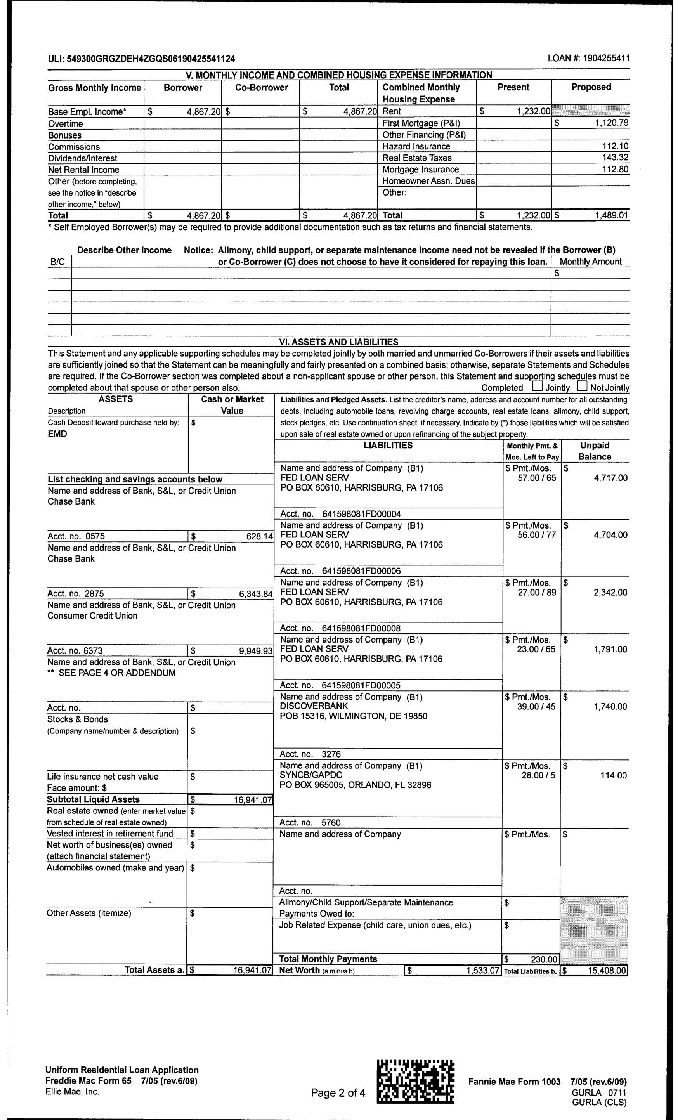 ULI: 549300GRGZDEH4ZGQS06190425541124 LOAN #: 1904255411
V. MONTHLY INCOME AND COMBINED HOUSING EXPENSE INFORMATION
Gross Monthly Income Borrower Co-Borrower Total Combined Monthly Housing Expense Present Proposed
Base Empl. Income* $ 4,867.20 $ $ 4,867.20 Rent $ 1,232.00
Overtime First Mortgage (P&I) $ 1,120.79
Bonuses Other Financing (P&I)
Commissions Hazard Insurance 112.10
Dividends/Interest Real Estate Taxes 143.32
Net Rental Income Mortgage Insurance 112.80
Other (before completing, Homeowner Assn. Dues
see the notice in "describe Other:
other income," below)
Total $ 4,867.20 $ $ 4,867.20 Total $ 1,232.00 $ 1,489.01
* Self Employed Borrower(s) may be required to provide additional documentation such as tax returns and financial statements.
Describe Other Income Notice: Alimony, child support, or separate maintenance income need not be revealed if the Borrower (B)
B/C or Co-Borrower (C) does not choose to have it considered for repaying this loan. Monthly Amount
$
VI. ASSETS AND LIABILITIES
This Statement and any applicable supporting schedules may be completed jointly by both married and unmarried Co-Borrowers if their assets and liabilities
are sufficiently joined so that the Statement can be meaningfully and fairly presented on a combined basis; otherwise, separate Statements and Schedules
are required. If the Co-Borrower section was completed about a non-applicant spouse or other person, this Statement and supporting schedules must be
completed about that spouse or other person also. Completed Jointly Not Jointly
ASSETS Cash or Market Value
Description
Cash Deposit toward purchase held by: $
EMD
List checking and savings accounts below
Name and address of Bank, S&L, or Credit Union
Chase Bank
Acct. no. 0575 $ 628.14
Name and address of Bank, S&L, or Credit Union
Chase Bank
Acct. no. 2875 $ 6,343.84
Name and address of Bank, S&L, or Credit Union
Consumer Credit Union
Acct. no. 6373 $ 9,949.93
Name and address of Bank, S&L, or Credit Union
** SEE PAGE 4 OR ADDENDUM
Acct. no. $
Stocks & Bonds
(Company name/number & description) $
Life insurance net cash value $
Face amount: $
Subtotal Liquid Assets $ 16,941.07
Real estate owned (enter market value $
from schedule of real estate owned)
Vested interest in retirement fund $
Net worth of business(es) owned $
(attach financial statement)
Automobiles owned (make and year) $
Other Assets (itemize) $
Total Assets a. $ 16,941.07
Liabilities and Pledged Assets. List the creditor's name, address and account number for all outstanding
debts, including automobile loans, revolving charge accounts, real estate loans, alimony, child support,
stock pledges, etc. Use continuation sheet, if necessary. Indicate by (*) those liabilities which will be satisfied
upon sale of real estate owned or upon refinancing of the subject property.
LIABILITIES Monthly Pmt. & Mos. Left to Pay Unpaid Balance
Name and address of Company (B1) $ Pmt./Mos. $
FED LOAN SERV 57.00 / 65 4,717.00
PO BOX 60610, HARRISBURG, PA 17106
Acct. no. 641598081FD00004
Name and address of Company (B1) $ Pmt./Mos. $
FED LOAN SERV 56.00 / 77 4,704.00
PO BOX 60610, HARRISBURG, PA 17106
Acct. no. 641598081FD00006
Name and address of Company (B1) $ Pmt./Mos. $
FED LOAN SERV 27.00 / 89 2,342.00
PO BOX 60610, HARRISBURG, PA 17106
Acct. no. 641598081FD00008
Name and address of Company (B1) $ Pmt./Mos. $
FED LOAN SERV 23.00 / 65 1,791.00
PO BOX 60610, HARRISBURG, PA 17106
Acct. no. 641598081FD00005
Name and address of Company (B1) $ Pmt./Mos. $
DISCOVERBANK 39.00 / 45 1,740.00
POB 15316, WILMINGTON, DE 19850
Acct. no. 3276
Name and address of Company (B1) $ Pmt./Mos. $
SYNCB/GAPDC 28.00 / 5 114.00
PO BOX 965005, ORLANDO, FL 32896
Acct. no. 5760
Name and address of Company $ Pmt./Mos. $
Acct. no.
Alimony/Child Support/Separate Maintenance $
Payments Owed to:
Job Related Expense (child care, union dues, etc.) $
Total Monthly Payments $ 230.00
Net Worth (a minus b) $ 1,533.07 Total Liabilities b. $ 15,408.00
Uniform Residential Loan Application
Freddie Mac Form 65 7/05 (rev.6/09)
Ellie Mae, Inc.
Page 2 of 4
Fannie Mae Form 1003 7/05 (rev.6/09)
GURLA 0711
GURLA (CLS)